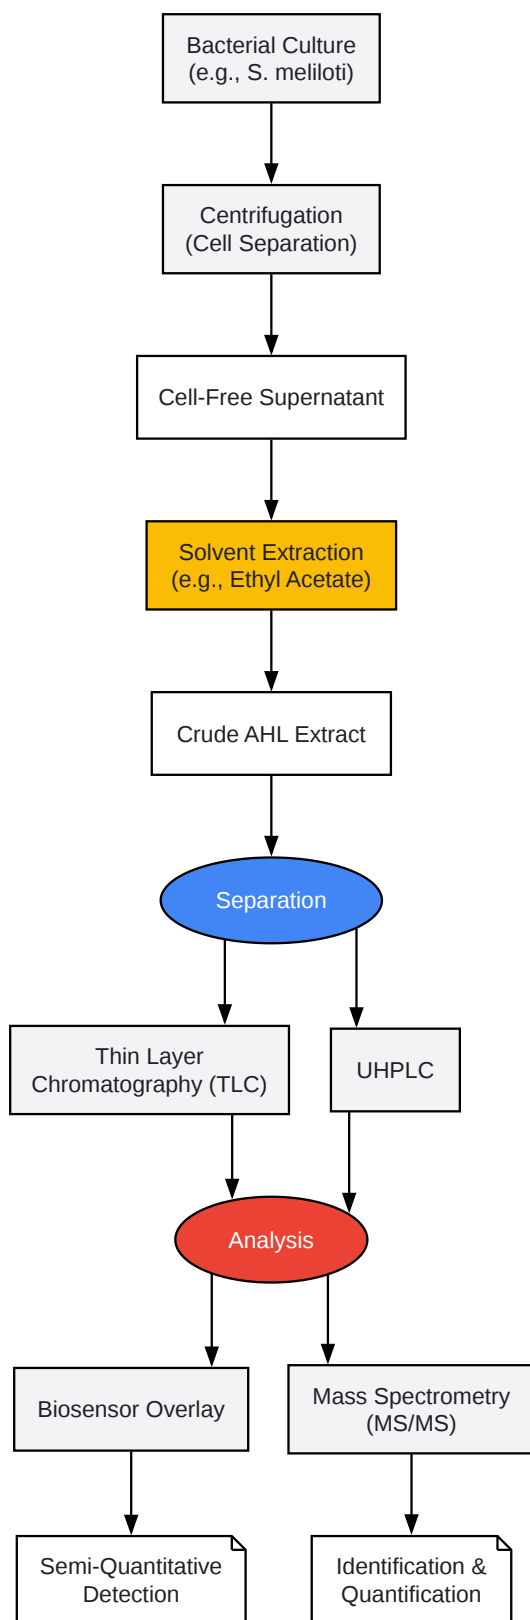 Bacterial Culture
(e.g., S. meliloti)
Centrifugation
(Cell Separation)
Cell-Free Supernatant
Solvent Extraction
(e.g., Ethyl Acetate)
Crude AHL Extract
Separation
Thin Layer
Chromatography (TLC)
UHPLC
Analysis
Biosensor Overlay
Mass Spectrometry
(MS/MS)
Semi-Quantitative
Detection
Identification &
Quantification